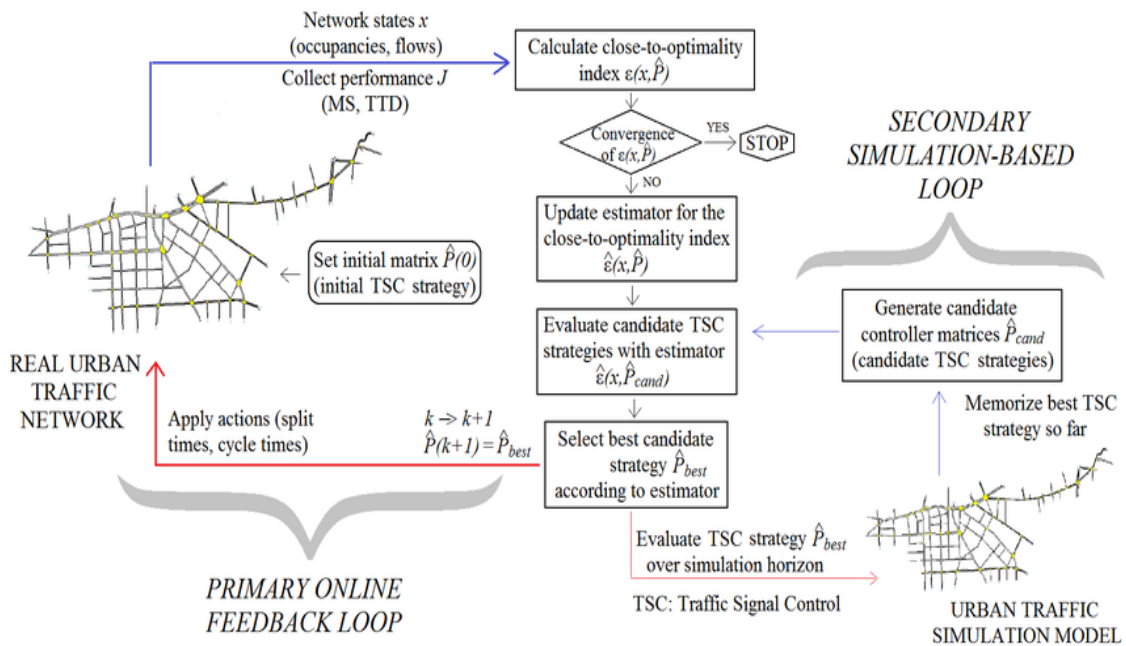 Network states x
(occupancies, flows)
Collect performance J
(MS, TTD)
Calculate close-to-optimality
index ε(x,P̂)
Convergence
of ε(x,P̂)
YES
STOP
NO
Update estimator for the
close-to-optimality index
ε̂(x,P̂)
Evaluate candidate TSC
strategies with estimator
ε̂(x,P̂cand)
Select best candidate
strategy P̂best
according to estimator
SECONDARY
SIMULATION-BASED
LOOP
Generate candidate
controller matrices P̂cand
(candidate TSC strategies)
Memorize best TSC
strategy so far
Set initial matrix P̂(0)
(initial TSC strategy)
REAL URBAN
TRAFFIC
NETWORK
Apply actions (split
times, cycle times)
k -> k+1
P̂(k+1) = P̂best
PRIMARY ONLINE
FEEDBACK LOOP
Evaluate TSC strategy P̂best
over simulation horizon
TSC: Traffic Signal Control
URBAN TRAFFIC
SIMULATION MODEL